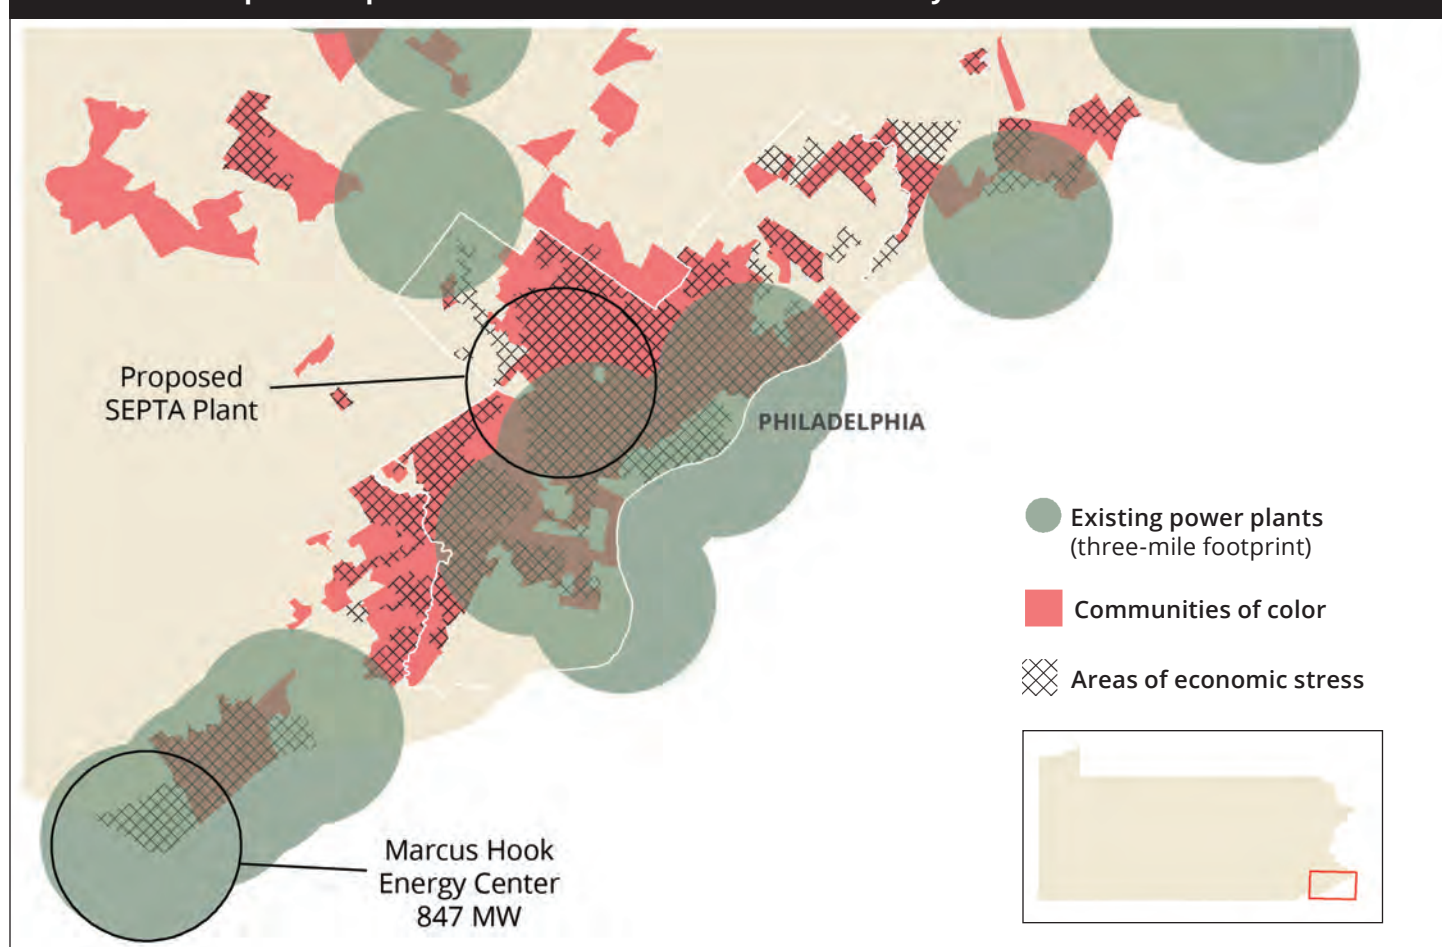 Proposed
SEPTA Plant
PHILADELPHIA
Existing power plants
(three-mile footprint)
Communities of color
Areas of economic stress
Marcus Hook
Energy Center
847 MW